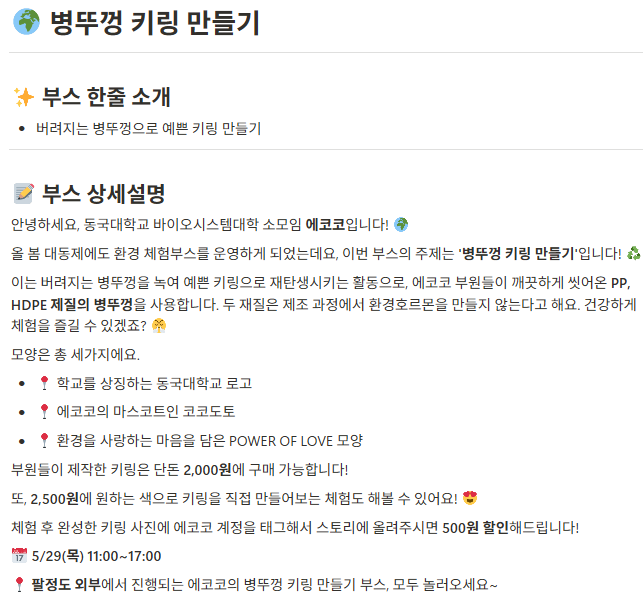 🌍 병뚜껑 키링 만들기
✨ 부스 한줄 소개
• 버려지는 병뚜껑으로 예쁜 키링 만들기
📝 부스 상세설명
안녕하세요, 동국대학교 바이오시스템대학 소모임 에코코입니다! 🌍
올 봄 대동제에도 환경 체험부스를 운영하게 되었는데요, 이번 부스의 주제는 '병뚜껑 키링 만들기'입니다! ♻️
이는 버려지는 병뚜껑을 녹여 예쁜 키링으로 재탄생시키는 활동으로, 에코코 부원들이 깨끗하게 씻어온 PP,
HDPE 제질의 병뚜껑을 사용합니다. 두 재질은 제조 과정에서 환경호르몬을 만들지 않는다고 해요. 건강하게
체험을 즐길 수 있겠죠? 😤
모양은 총 세가지에요.
• 📍 학교를 상징하는 동국대학교 로고
• 📍 에코코의 마스코트인 코코도토
• 📍 환경을 사랑하는 마음을 담은 POWER OF LOVE 모양
부원들이 제작한 키링은 단돈 2,000원에 구매 가능합니다!
또, 2,500원에 원하는 색으로 키링을 직접 만들어보는 체험도 해볼 수 있어요! 😍
체험 후 완성한 키링 사진에 에코코 계정을 태그해서 스토리에 올려주시면 500원 할인해드립니다!
📅 5/29(목) 11:00~17:00
📍 팔정도 외부에서 진행되는 에코코의 병뚜껑 키링 만들기 부스, 모두 놀러오세요~